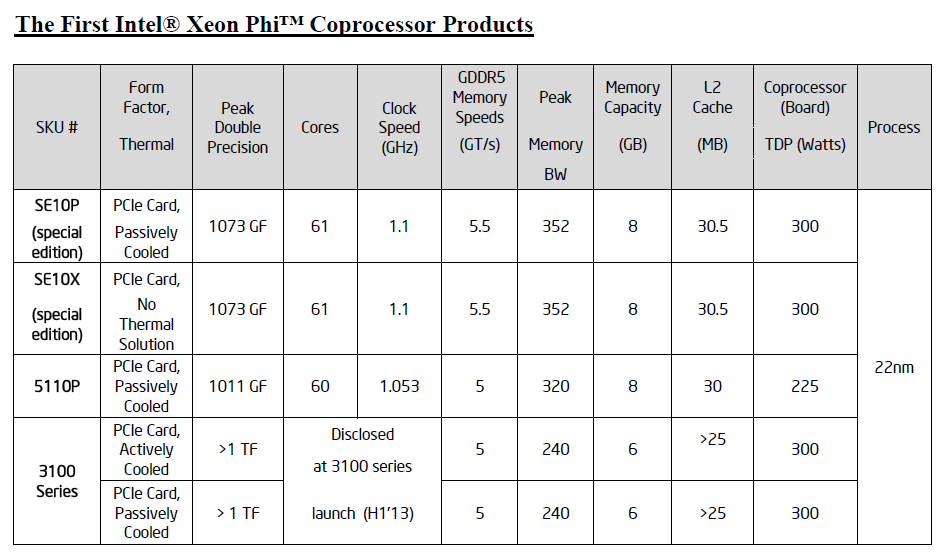 The First Intel® Xeon Phi™ Coprocessor Products
SKU #
Form
Factor,
Thermal
Peak
Double
Precision
Cores
Clock
Speed
(GHz)
GDDR5
Memory
Speeds
(GT/s)
Peak
Memory
BW
Memory
Capacity
(GB)
L2
Cache
(MB)
Coprocessor
(Board)
TDP (Watts)
Process
SE10P
(special
edition)
PCIe Card,
Passively
Cooled
1073 GF
61
1.1
5.5
352
8
30.5
300
SE10X
(special
edition)
PCIe Card,
No
Thermal
Solution
1073 GF
61
1.1
5.5
352
8
30.5
300
5110P
PCIe Card,
Passively
Cooled
1011 GF
60
1.053
5
320
8
30
225
22nm
3100
Series
PCIe Card,
Actively
Cooled
>1 TF
Disclosed
at 3100 series
launch (H1'13)
5
240
6
>25
300
PCIe Card,
Passively
Cooled
> 1 TF
5
240
6
>25
300